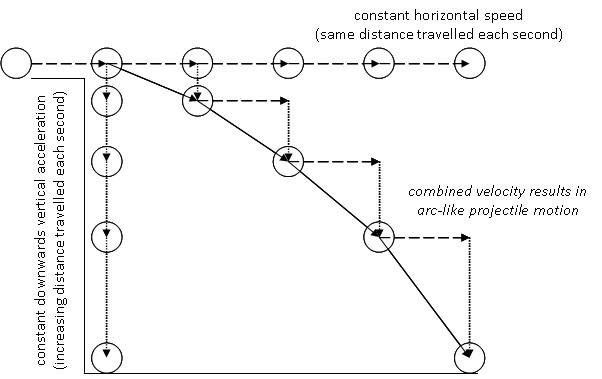 constant horizontal speed
(same distance travelled each second)
constant downwards vertical acceleration
(increasing distance travelled each second)
combined velocity results in
arc-like projectile motion